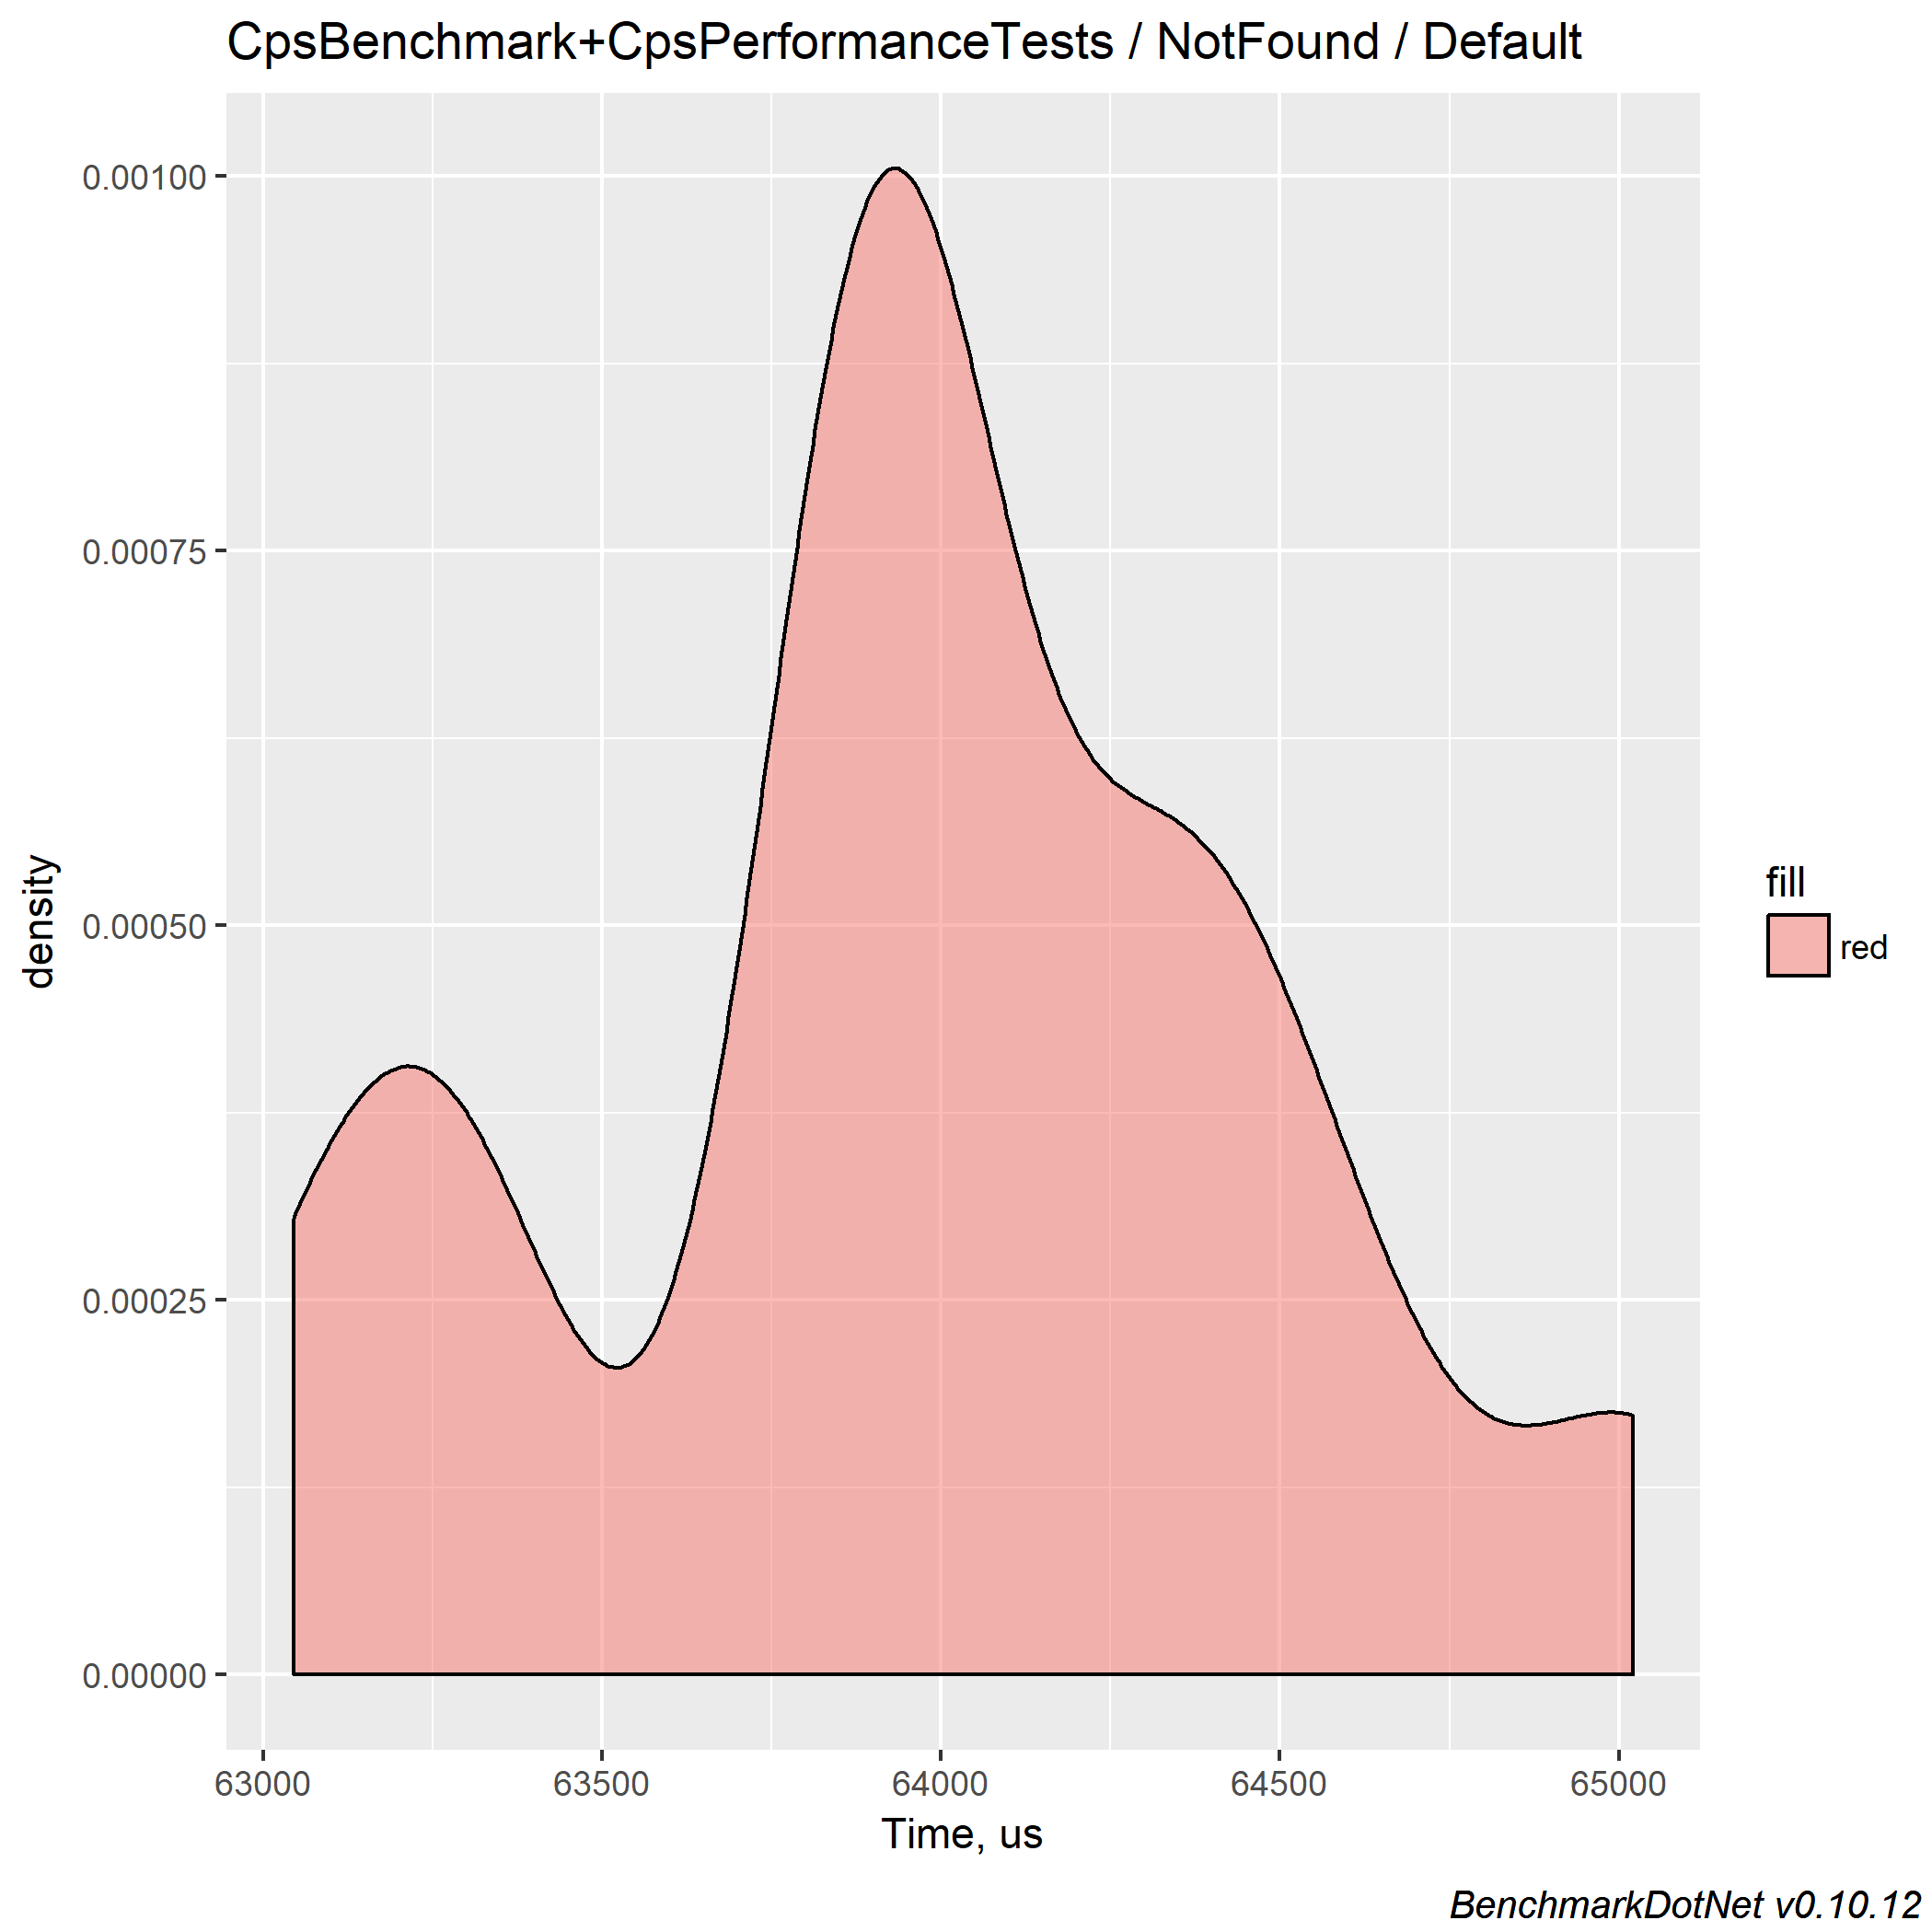 CpsBenchmark+CpsPerformanceTests / NotFound / Default
0.00100
0.00075
0.00050
0.00025
0.00000
density
63000 63500 64000 64500 65000
Time, us
fill
red
BenchmarkDotNet v0.10.12